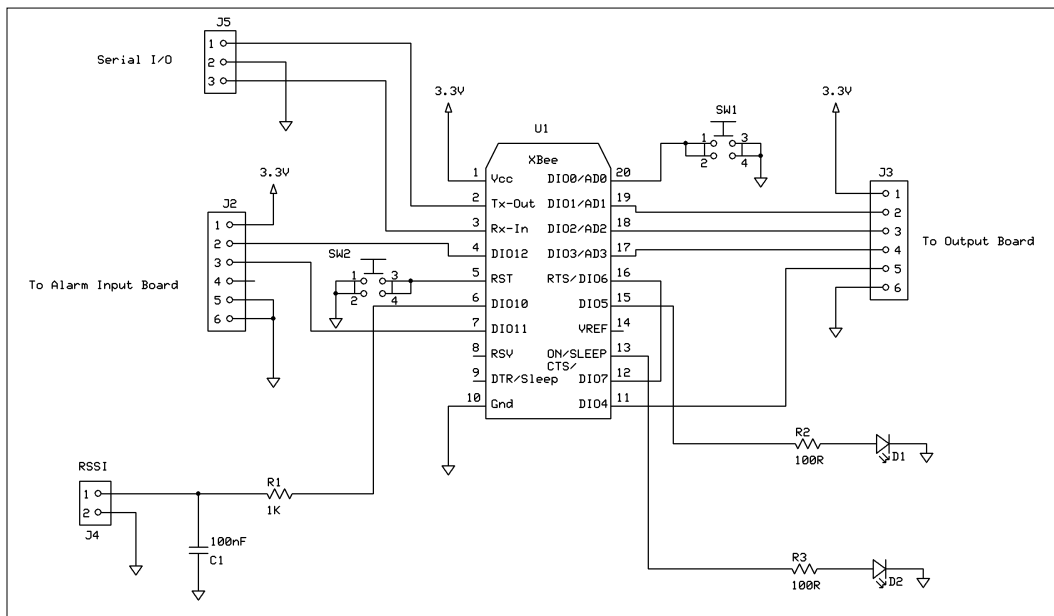 J5
1
2
3
Serial I/O
3.3V
U1
XBee
1 Vcc
2 Tx-Out
3 Rx-In
4 DIO12
5 RST
6 DIO10
7 DIO11
8 RSV
9 DTR/Sleep
10 Gnd
DIO0/AD0 20
DIO1/AD1 19
DIO2/AD2 18
DIO3/AD3 17
RTS/DIO6 16
DIO5 15
VREF 14
ON/SLEEP 13
CTS/
DIO7 12
DIO4 11
SW1
1 3
2 4
3.3V
J3
1
2
3
4
5
6
To Output Board
3.3V
J2
1
2
3
4
5
6
To Alarm Input Board
SW2
1 3
2 4
R2
100R
D1
RSSI
1
2
J4
R1
1K
100nF
C1
R3
100R
D2